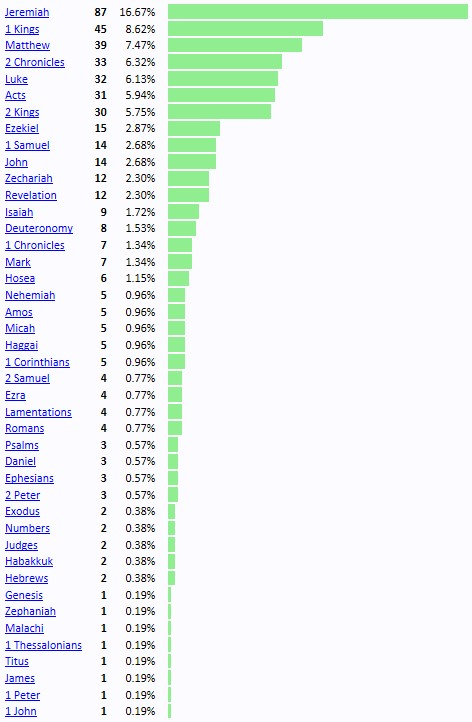 Jeremiah 87 16.67%
1 Kings 45 8.62%
Matthew 39 7.47%
2 Chronicles 33 6.32%
Luke 32 6.13%
Acts 31 5.94%
2 Kings 30 5.75%
Ezekiel 15 2.87%
1 Samuel 14 2.68%
John 14 2.68%
Zechariah 12 2.30%
Revelation 12 2.30%
Isaiah 9 1.72%
Deuteronomy 8 1.53%
1 Chronicles 7 1.34%
Mark 7 1.34%
Hosea 6 1.15%
Nehemiah 5 0.96%
Amos 5 0.96%
Micah 5 0.96%
Haggai 5 0.96%
1 Corinthians 5 0.96%
2 Samuel 4 0.77%
Ezra 4 0.77%
Lamentations 4 0.77%
Romans 4 0.77%
Psalms 3 0.57%
Daniel 3 0.57%
Ephesians 3 0.57%
2 Peter 3 0.57%
Exodus 2 0.38%
Numbers 2 0.38%
Judges 2 0.38%
Habakkuk 2 0.38%
Hebrews 2 0.38%
Genesis 1 0.19%
Zephaniah 1 0.19%
Malachi 1 0.19%
1 Thessalonians 1 0.19%
Titus 1 0.19%
James 1 0.19%
1 Peter 1 0.19%
1 John 1 0.19%